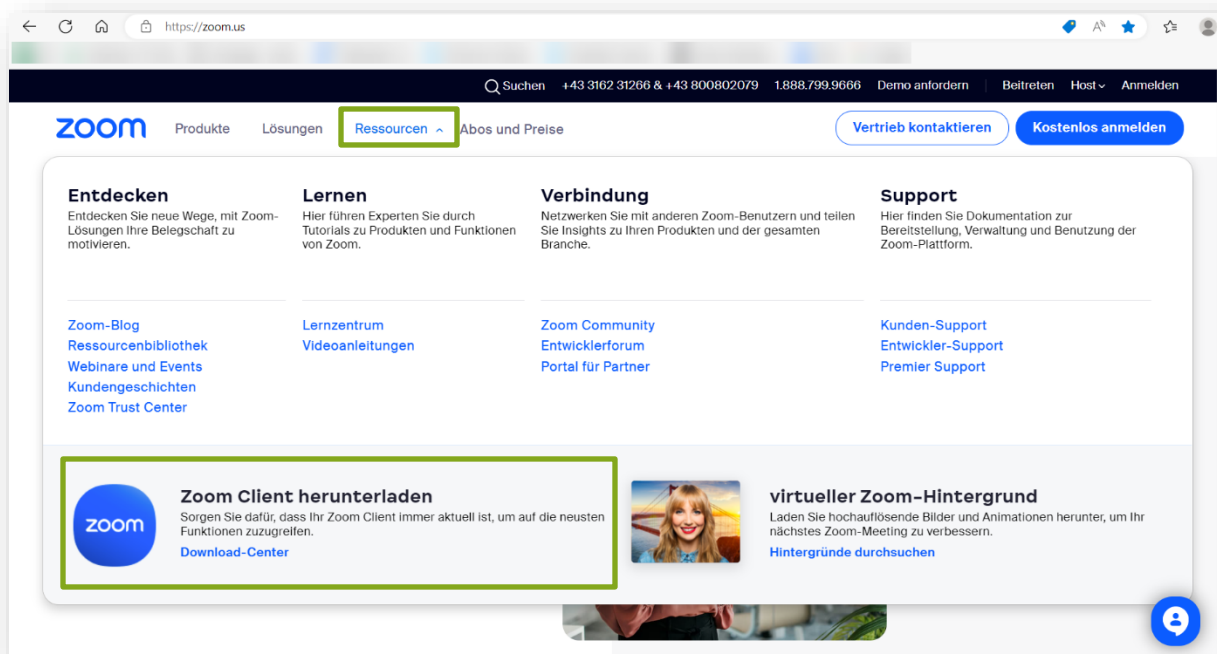 https://zoom.us
Suchen +43 3162 31266 & +43 800802079 1.888.799.9666 Demo anfordern Beitreten Host Anmelden
zoom Produkte Lösungen Ressourcen Abos und Preise Vertrieb kontaktieren Kostenlos anmelden
Entdecken
Entdecken Sie neue Wege, mit Zoom-
Lösungen Ihre Belegschaft zu
motivieren.
Zoom-Blog
Ressourcenbibliothek
Webinare und Events
Kundengeschichten
Zoom Trust Center
Lernen
Hier führen Experten Sie durch
Tutorials zu Produkten und Funktionen
von Zoom.
Lernzentrum
Videoanleitungen
Verbindung
Netzwerken Sie mit anderen Zoom-Benutzern und teilen
Sie Insights zu Ihren Produkten und der gesamten
Branche.
Zoom Community
Entwicklerforum
Portal für Partner
Support
Hier finden Sie Dokumentation zur
Bereitstellung, Verwaltung und Benutzung der
Zoom-Plattform.
Kunden-Support
Entwickler-Support
Premier Support
zoom
Zoom Client herunterladen
Sorgen Sie dafür, dass Ihr Zoom Client immer aktuell ist, um auf die neusten
Funktionen zuzugreifen.
Download-Center
virtueller Zoom-Hintergrund
Laden Sie hochauflösende Bilder und Animationen herunter, um Ihr
nächstes Zoom-Meeting zu verbessern.
Hintergründe durchsuchen